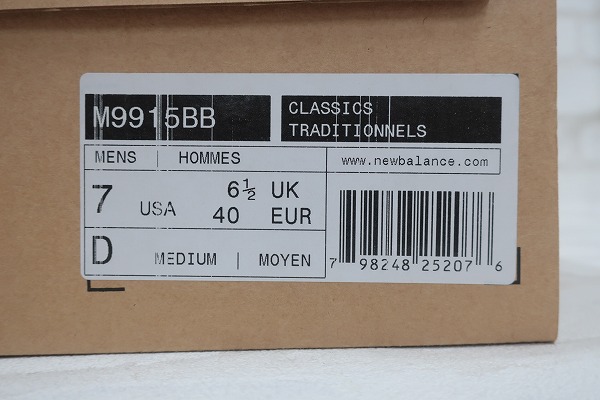 M9915BB
CLASSICS
TRADITIONNELS
MENS | HOMMES
www.newbalance.com
7 USA 6½ UK
40 EUR
D MEDIUM | MOYEN
7 98248 25207 6